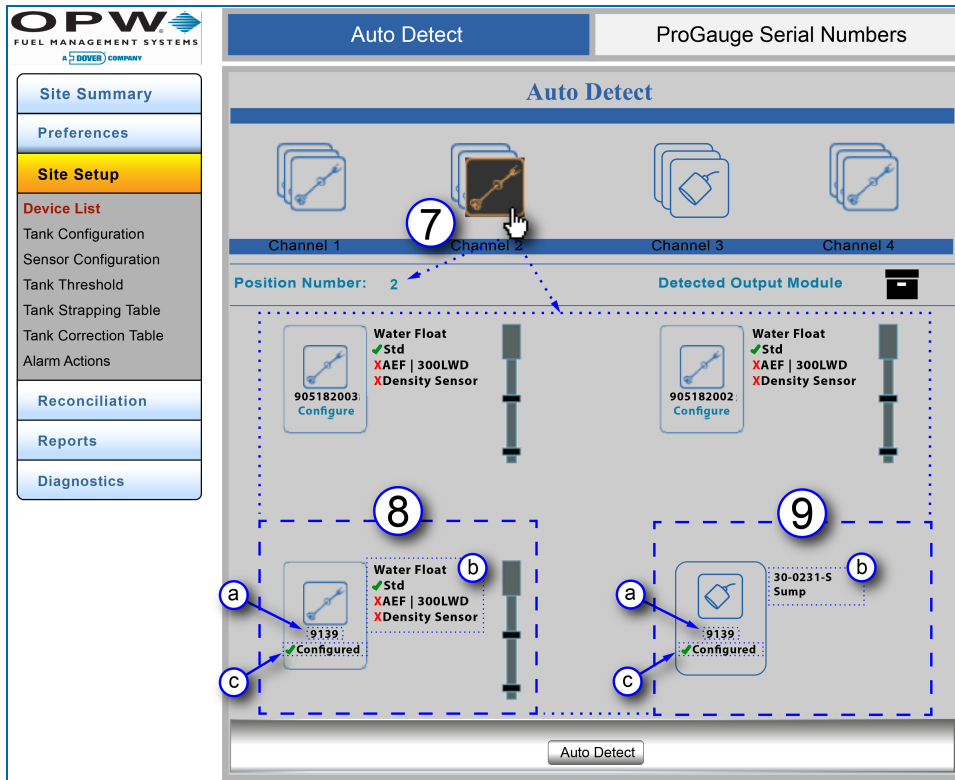 OPW
FUEL MANAGEMENT SYSTEMS
A DOVER COMPANY
Auto Detect
ProGauge Serial Numbers
Site Summary
Preferences
Site Setup
Device List
Tank Configuration
Sensor Configuration
Tank Threshold
Tank Strapping Table
Tank Correction Table
Alarm Actions
Reconciliation
Reports
Diagnostics
Auto Detect
7
Channel 1
Channel 2
Channel 3
Channel 4
Position Number: 2
Detected Output Module
Water Float
Std
XAEF | 300LWD
XDensity Sensor
905182003
Configure
Water Float
Std
XAEF | 300LWD
XDensity Sensor
905182002
Configure
8
Water Float
b
Std
XAEF | 300LWD
XDensity Sensor
a
9139
Configured
c
9
30-0231-S
Sump
b
a
9139
Configured
c
Auto Detect